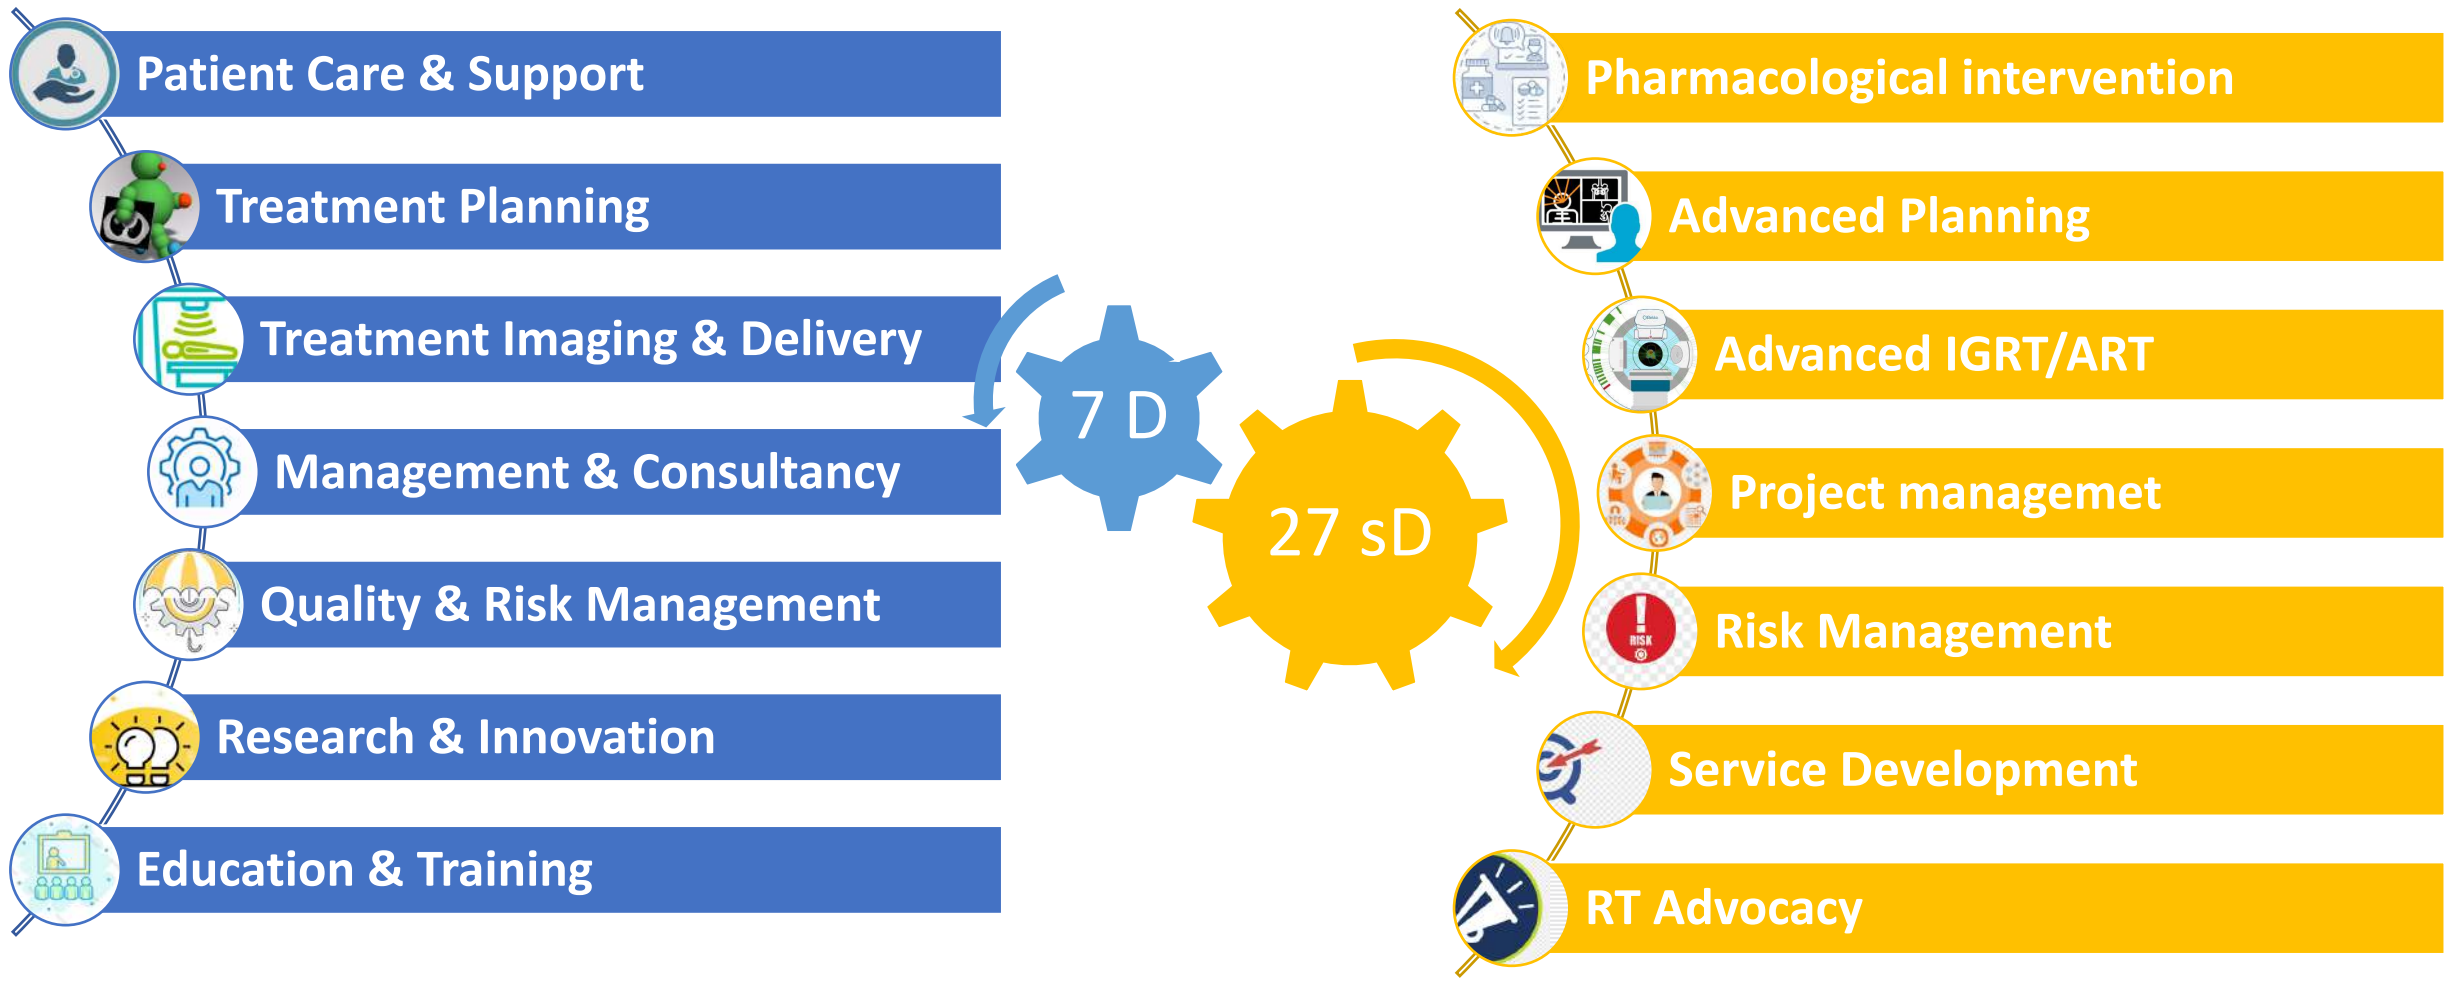 Patient Care & Support
Treatment Planning
Treatment Imaging & Delivery
Management & Consultancy
Quality & Risk Management
Research & Innovation
Education & Training
7 D
27 sD
Pharmacological intervention
Advanced Planning
Advanced IGRT/ART
Project managemet
Risk Management
RISK
Service Development
RT Advocacy